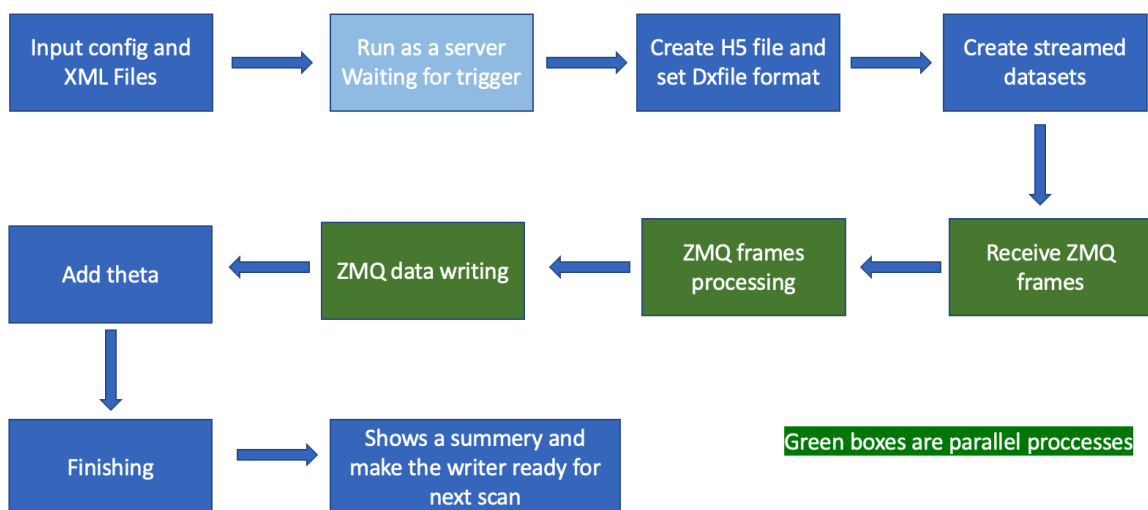 Input config and
XML Files
Run as a server
Waiting for trigger
Create H5 file and
set Dxfile format
Create streamed
datasets
Add theta
ZMQ data writing
ZMQ frames
processing
Receive ZMQ
frames
Finishing
Shows a summery and
make the writer ready for
next scan
Green boxes are parallel proccesses